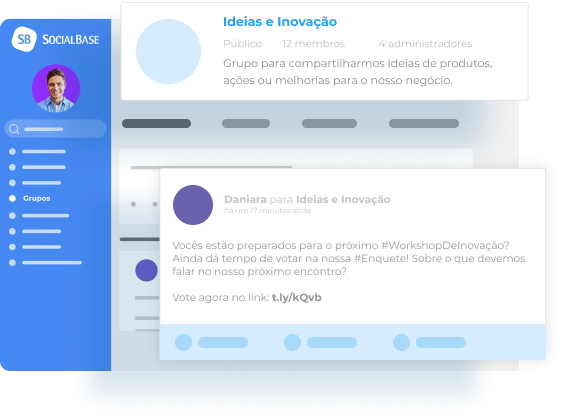 Ideias e Inovação
Público 12 membros 4 administradores
Grupo para compartilharmos ideias de produtos,
ações ou melhorias para o nosso negócio.
SB SOCIALBASE
Grupos
Daniara para Ideias e Inovação
há um 17 minutos atrás
Vocês estão preparados para o próximo #WorkshopDeInovação?
Ainda dá tempo de votar na nossa #Enquete! Sobre o que devemos
falar no nosso próximo encontro?
Vote agora no link: t.ly/kQvb